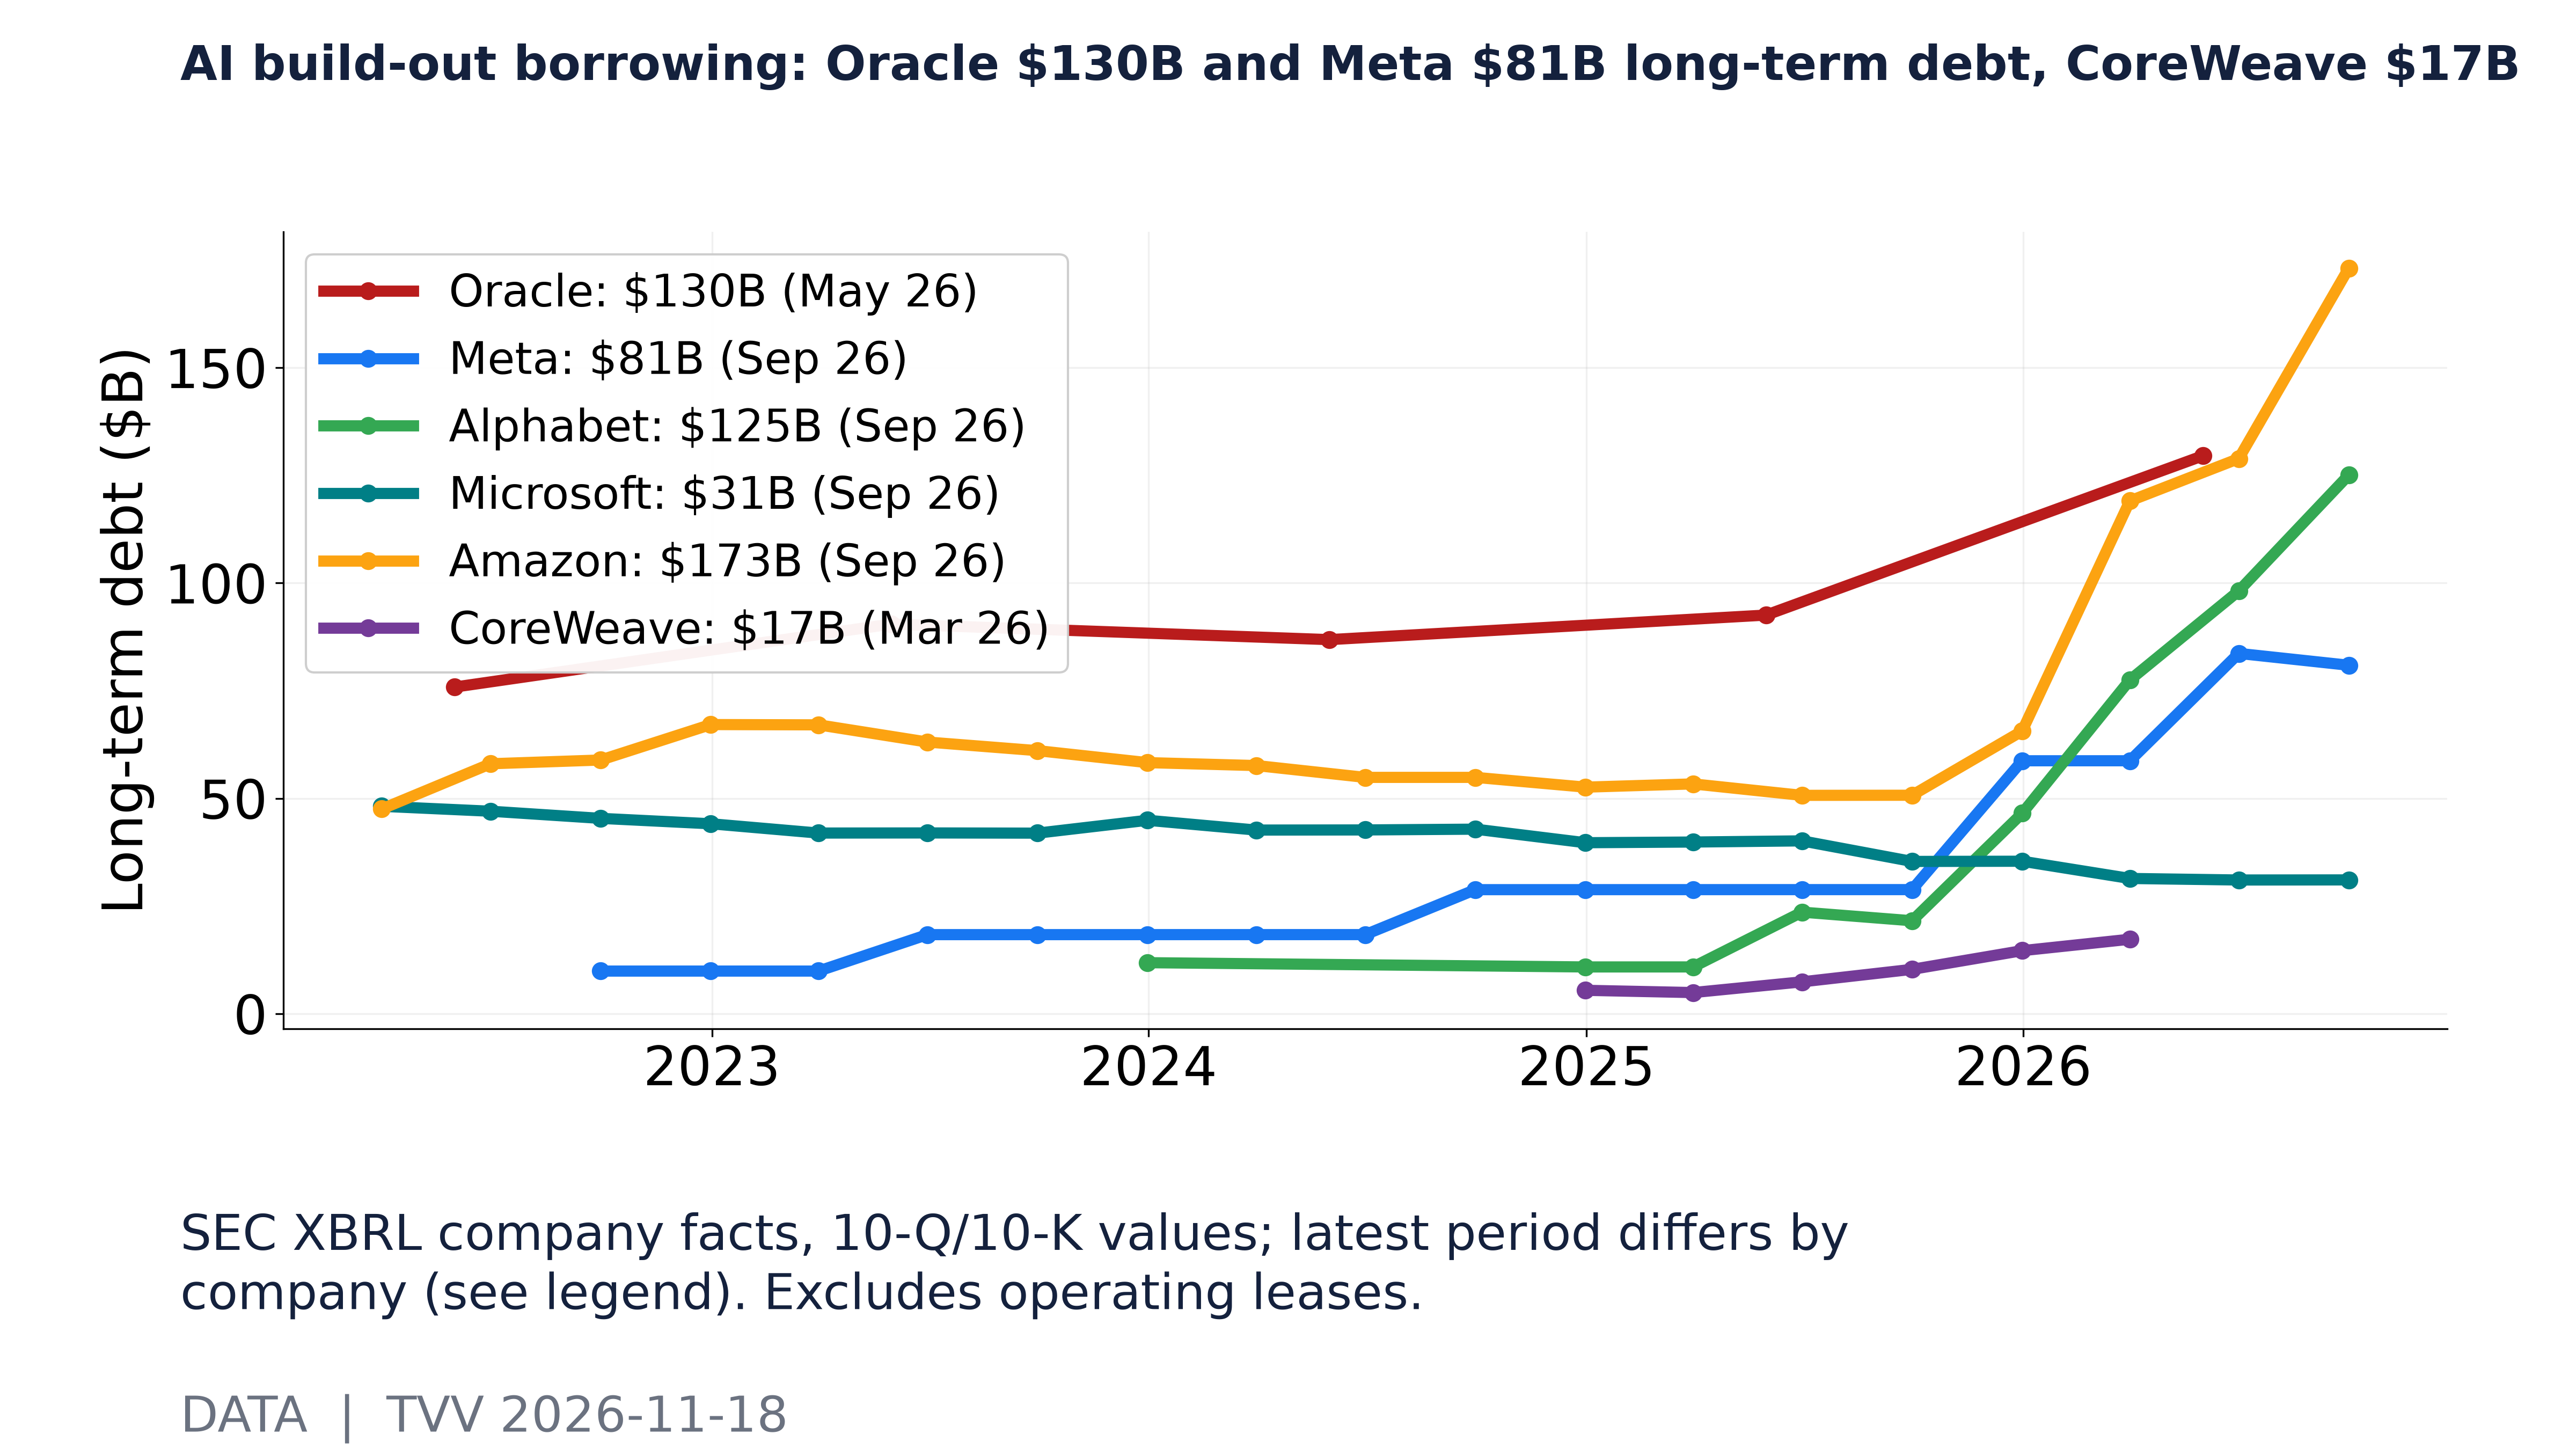 AI build-out borrowing: Oracle $130B and Meta $81B long-term debt, CoreWeave $17B
Oracle: $130B (May 26)
Meta: $81B (Sep 26)
Alphabet: $125B (Sep 26)
Microsoft: $31B (Sep 26)
Amazon: $173B (Sep 26)
CoreWeave: $17B (Mar 26)
Long-term debt ($B)
150
100
50
0
2023 2024 2025 2026
SEC XBRL company facts, 10-Q/10-K values; latest period differs by
company (see legend). Excludes operating leases.
DATA | TVV 2026-11-18